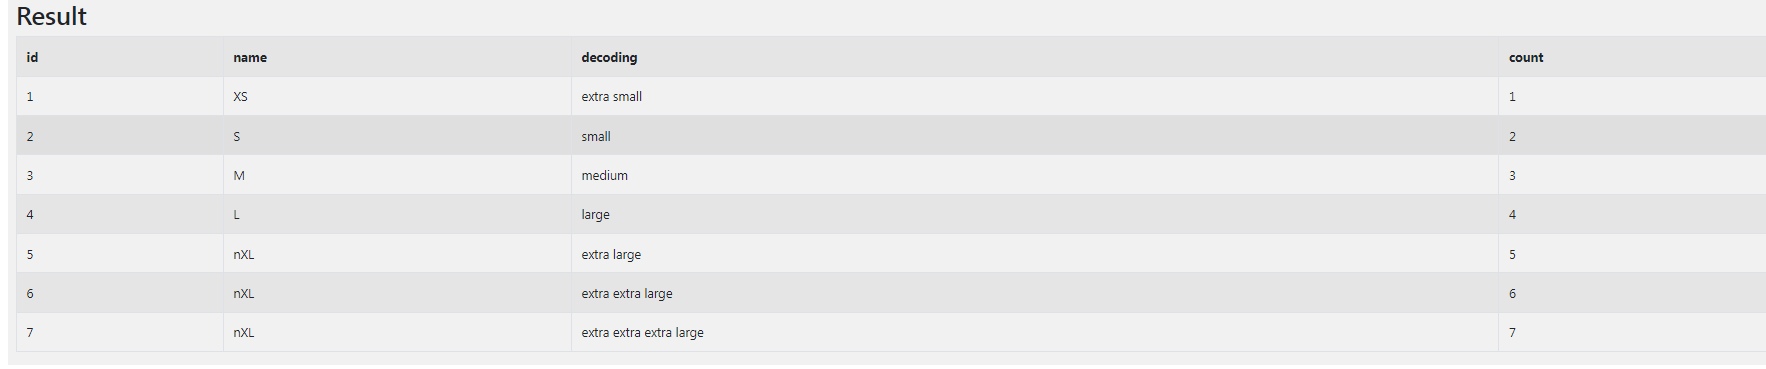 Result
id name decoding count
1 XS extra small 1
2 S small 2
3 M medium 3
4 L large 4
5 nXL extra large 5
6 nXL extra extra large 6
7 nXL extra extra extra large 7